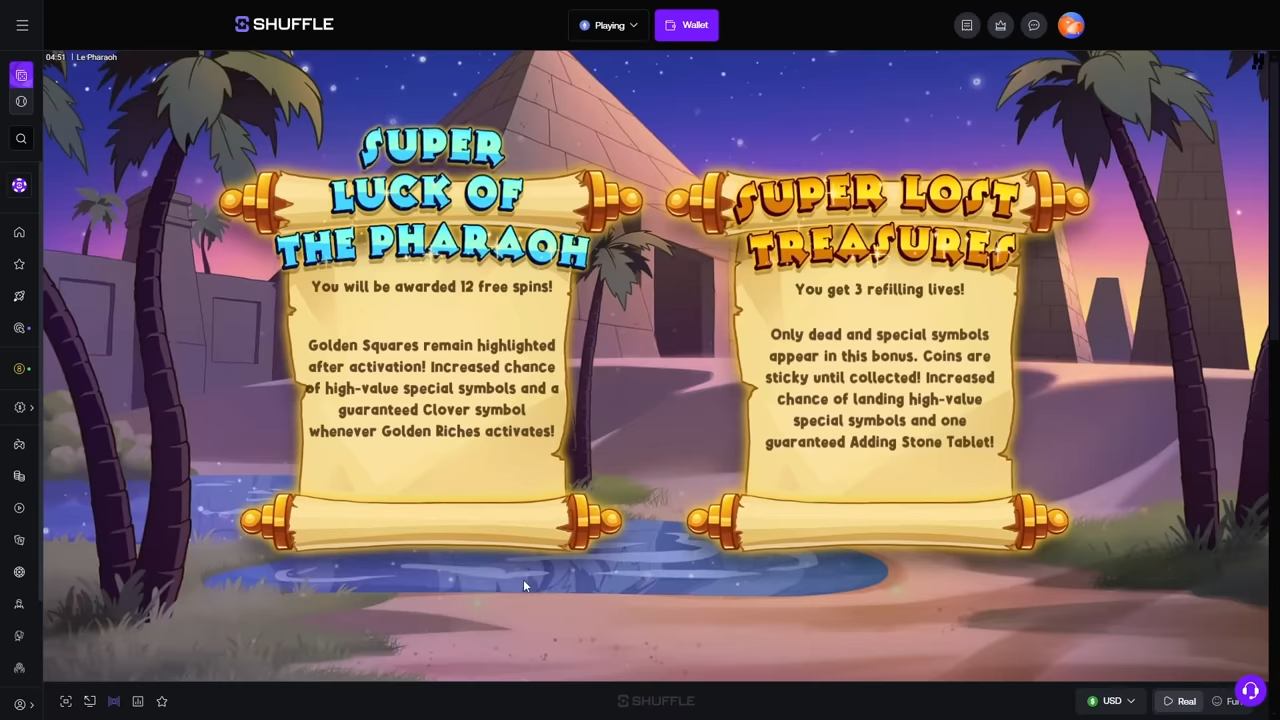 SHUFFLE
Playing
Wallet
04:51 | Le Pharaoh
SUPER
LUCK OF
THE PHARAOH
You will be awarded 12 free spins!
Golden Squares remain highlighted
after activation! Increased chance
of high-value special symbols and a
guaranteed Clover symbol
whenever Golden Riches activates!
SUPER LOST
TREASURES
You get 3 refilling lives!
Only dead and special symbols
appear in this bonus. Coins are
sticky until collected! Increased
chance of landing high-value
special symbols and one
guaranteed Adding Stone Tablet!
SHUFFLE
USD
Real